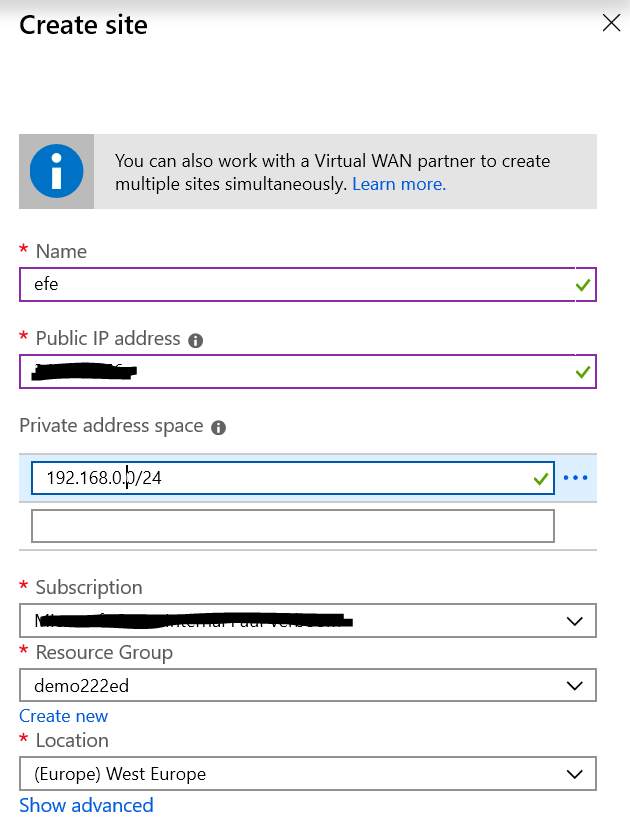 Create site
You can also work with a Virtual WAN partner to create
multiple sites simultaneously. Learn more.
* Name
efe
* Public IP address
Private address space
192.168.0.0/24
* Subscription
* Resource Group
demo222ed
Create new
* Location
(Europe) West Europe
Show advanced